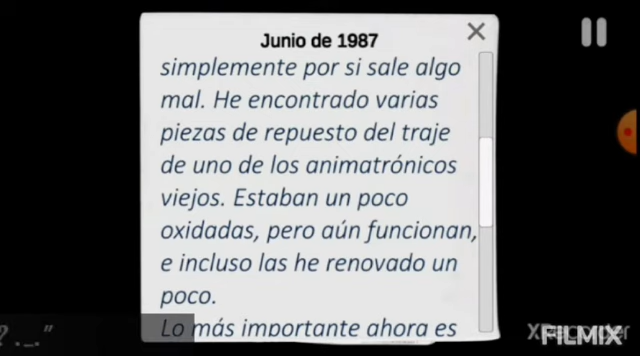 Junio de 1987
simplemente por si sale algo
mal. He encontrado varias
piezas de repuesto del traje
de uno de los animatrónicos
viejos. Estaban un poco
oxidadas, pero aún funcionan,
e incluso las he renovado un
poco.
Lo más importante ahora es
? ._."
FILMIX